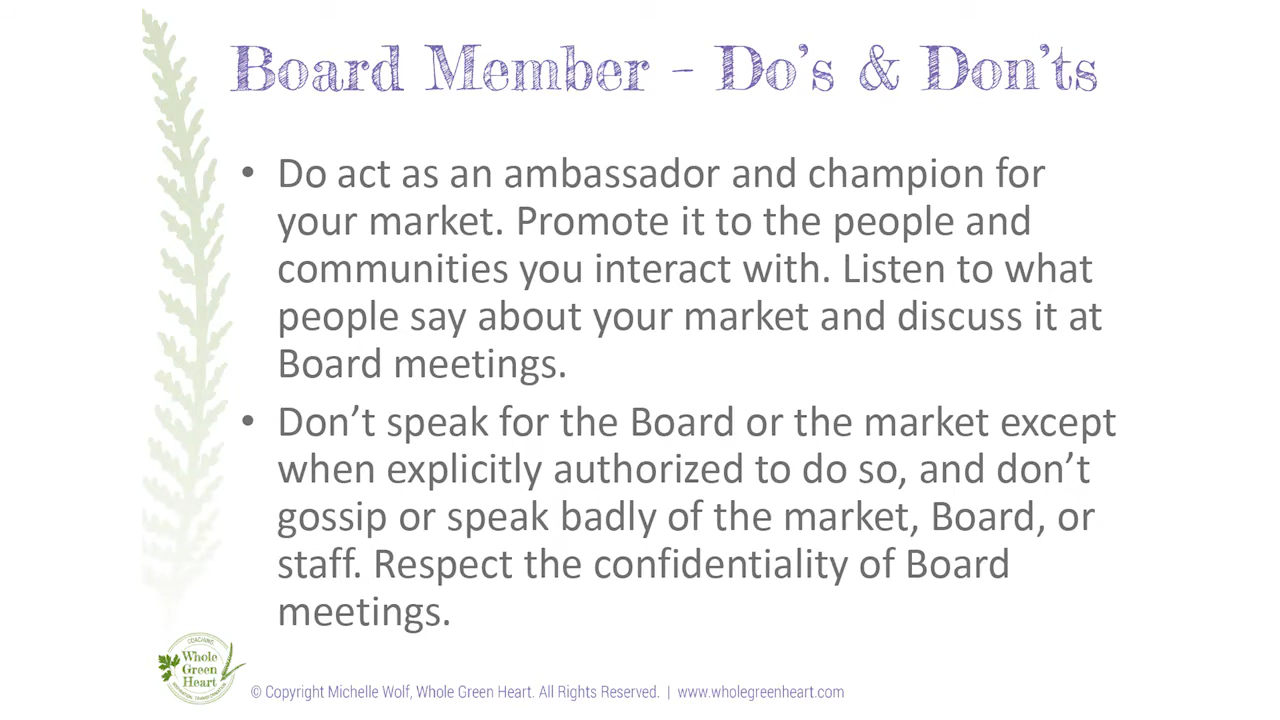 Board Member – Do's & Don'ts
• Do act as an ambassador and champion for
your market. Promote it to the people and
communities you interact with. Listen to what
people say about your market and discuss it at
Board meetings.
• Don't speak for the Board or the market except
when explicitly authorized to do so, and don't
gossip or speak badly of the market, Board, or
staff. Respect the confidentiality of Board
meetings.
COACHING
Whole
Green
Heart
© Copyright Michelle Wolf, Whole Green Heart. All Rights Reserved. | www.wholegreenheart.com